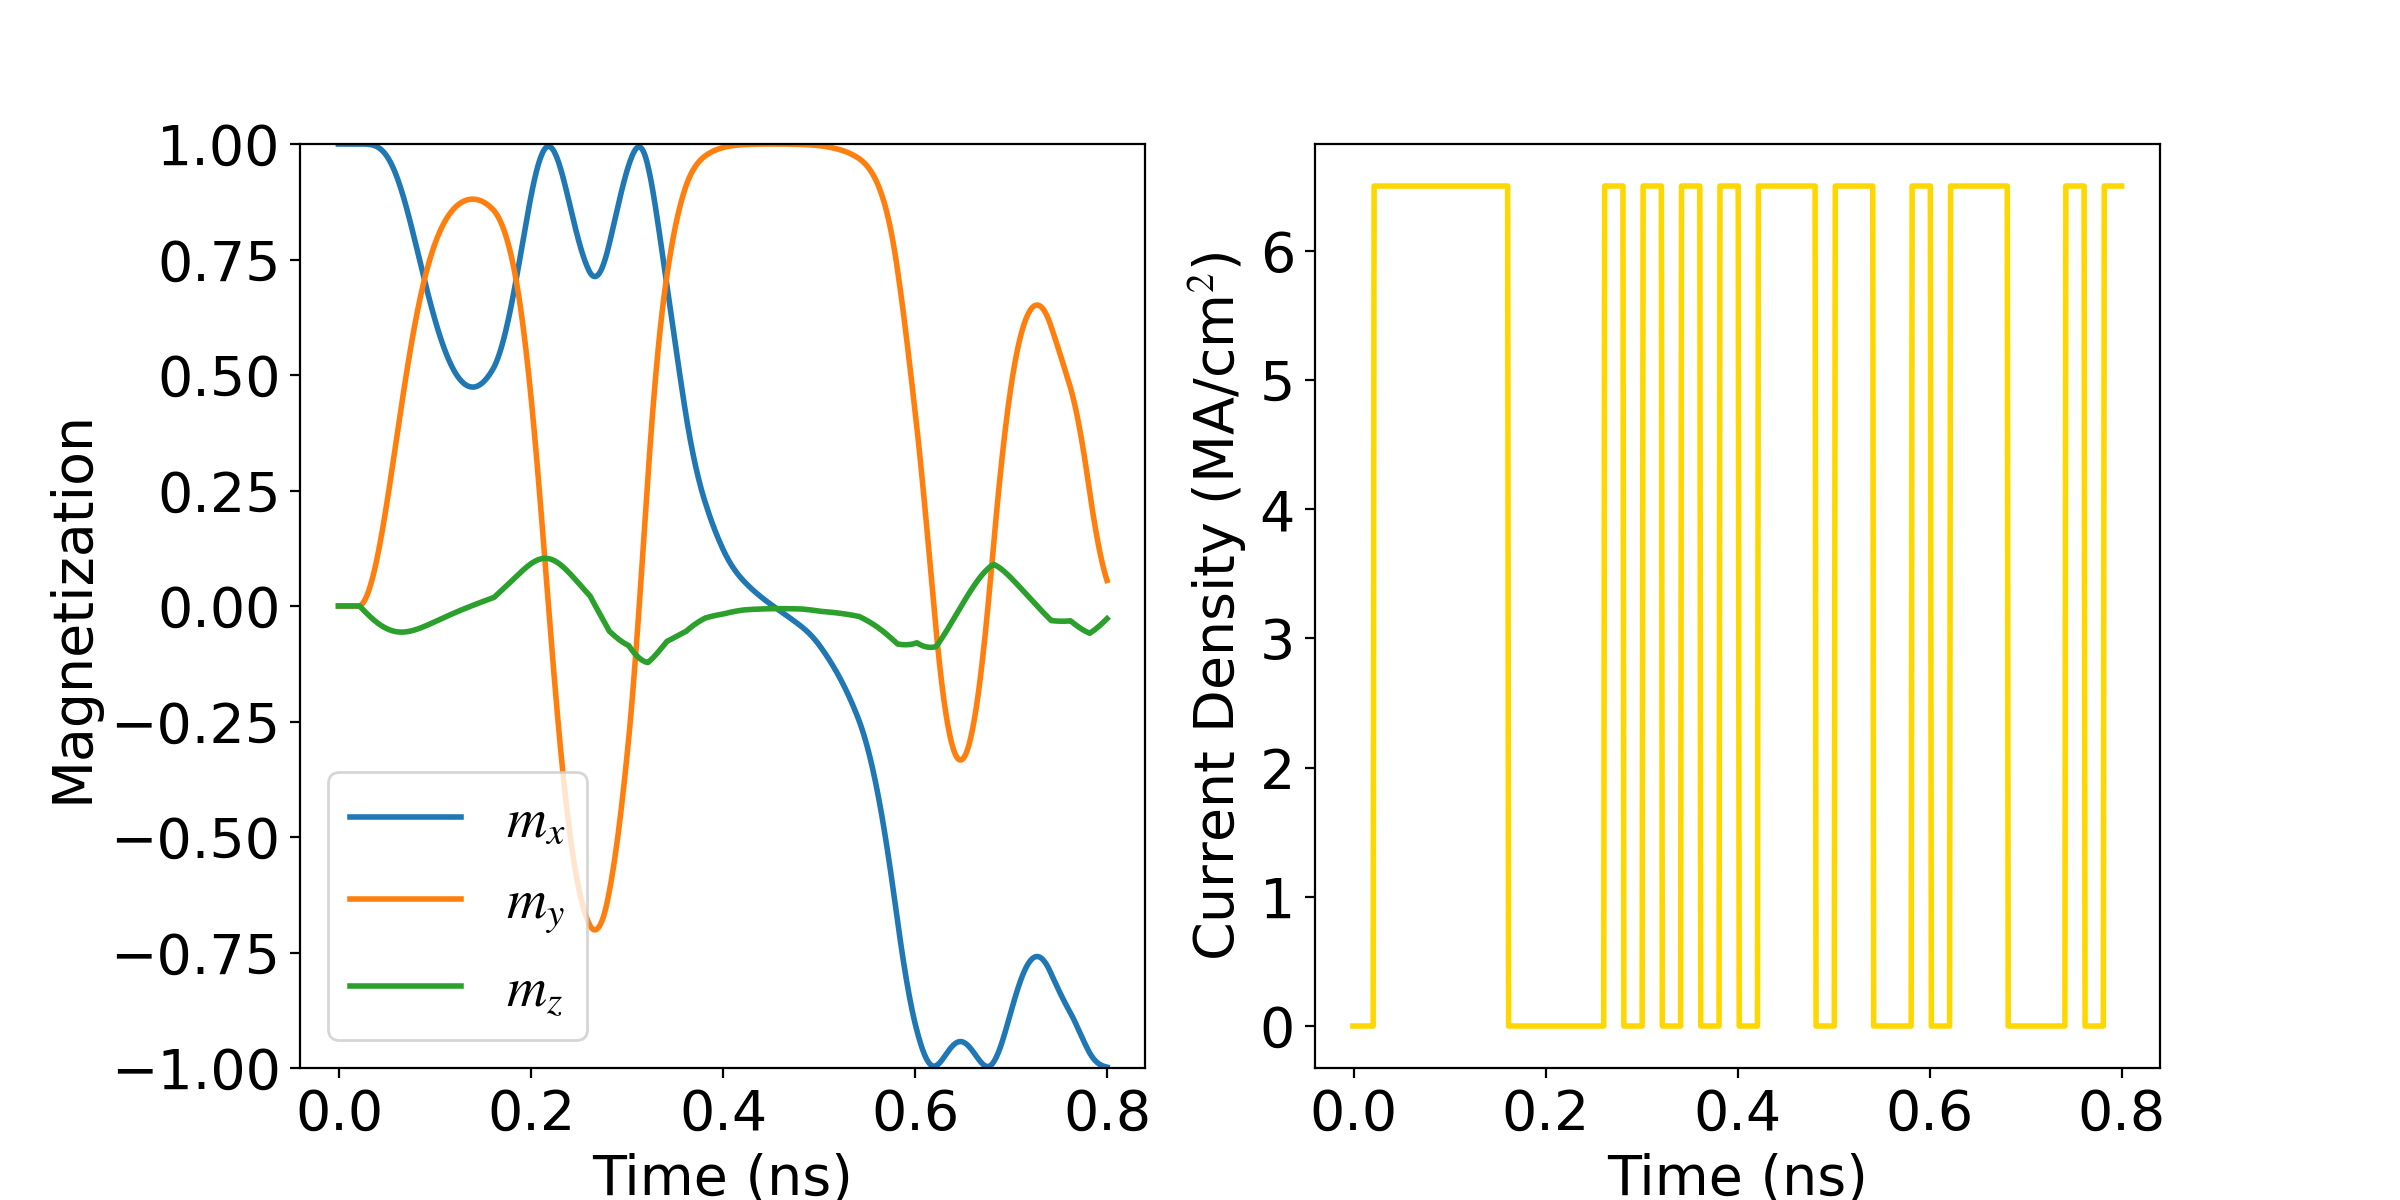 1.00
0.75
0.50
0.25
0.00
−0.25
−0.50
−0.75
−1.00
Magnetization
m_x
m_y
m_z
0.0 0.2 0.4 0.6 0.8
Time (ns)
6
5
4
3
2
1
0
Current Density (MA/cm²)
0.0 0.2 0.4 0.6 0.8
Time (ns)